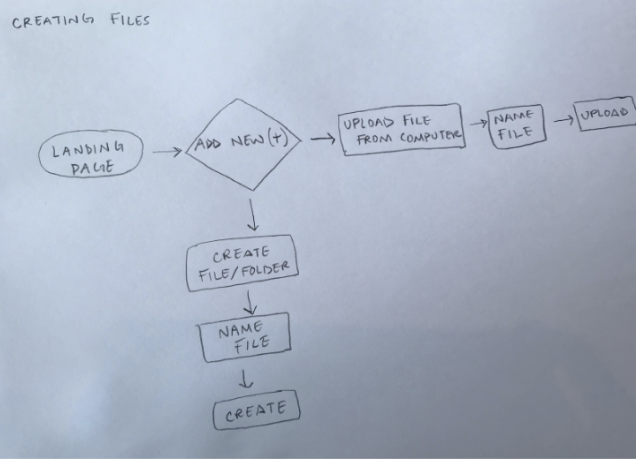 CREATING FILES
LANDING
PAGE
ADD NEW (+)
UPLOAD FILE
FROM COMPUTER
NAME
FILE
UPLOAD
CREATE
FILE/FOLDER
NAME
FILE
CREATE